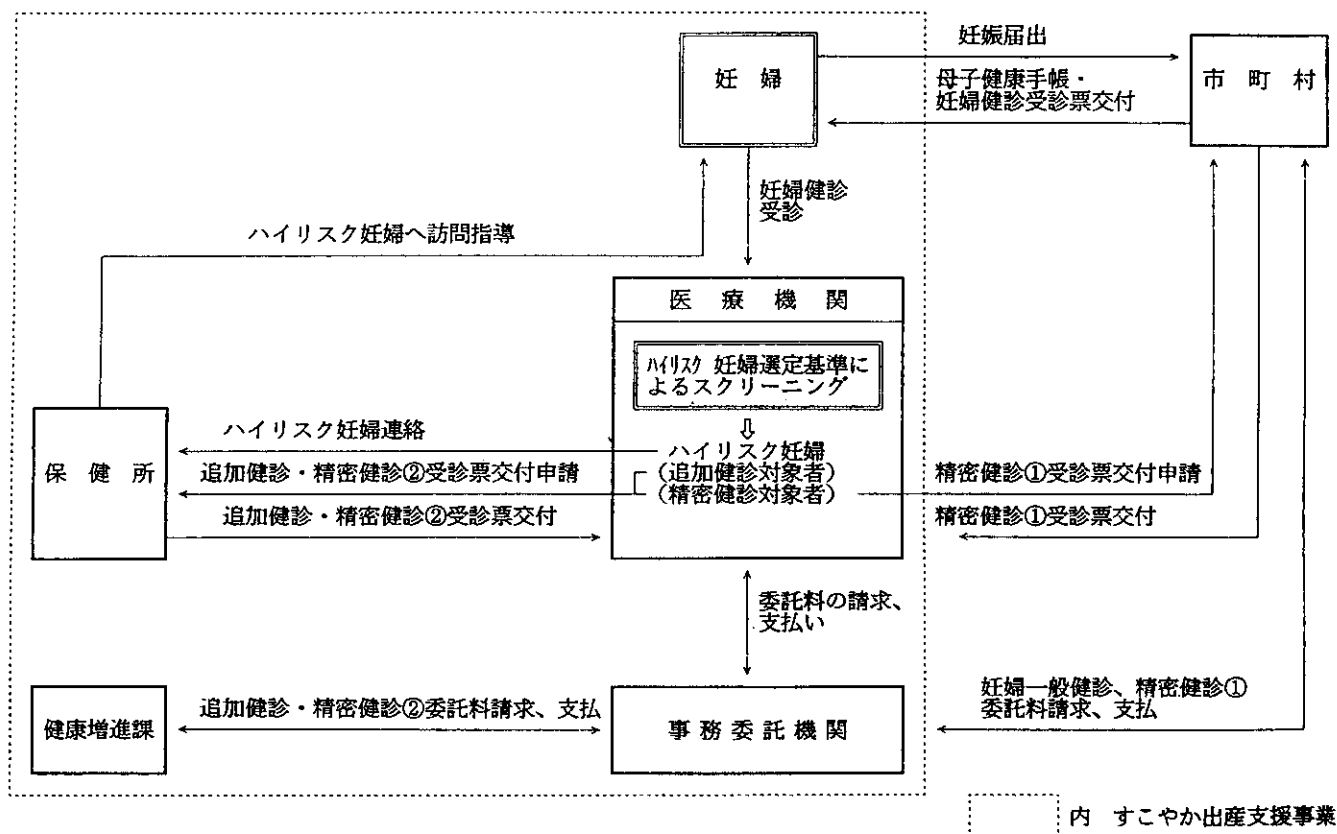 妊娠届出
妊婦
市町村
母子健康手帳・
妊婦健診受診票交付
妊婦健診
受診
ハイリスク妊婦へ訪問指導
医療機関
ハイリスク 妊婦選定基準に
よるスクリーニング
⇩
ハイリスク妊婦連絡
ハイリスク妊婦
保健所
追加健診・精密健診②受診票交付申請
(追加健診対象者)
(精密健診対象者)
精密健診①受診票交付申請
追加健診・精密健診②受診票交付
精密健診①受診票交付
委託料の請求、
支払い
妊婦一般健診、精密健診①
委託料請求、支払
健康増進課
追加健診・精密健診②委託料請求、支払
事務委託機関
内 すこやか出産支援事業